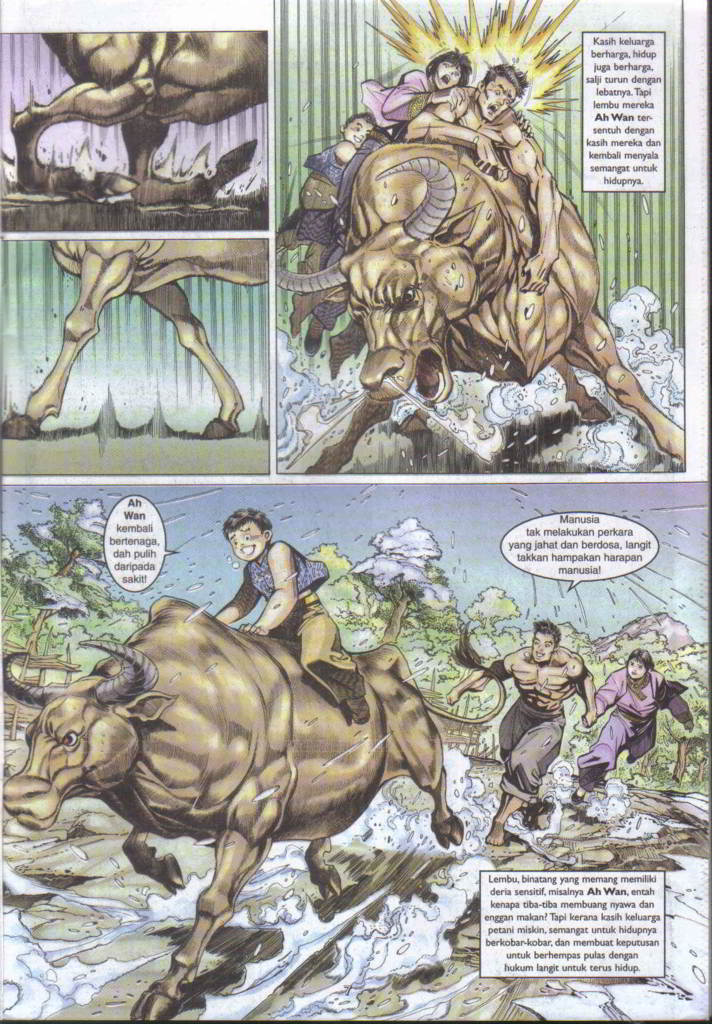 Kasih keluarga
berharga, hidup
juga berharga,
salji turun dengan
lebatnya. Tapi
lembu mereka
Ah Wan ter-
sentuh dengan
kasih mereka dan
kembali menyala
semangat untuk
hidupnya.
Ah
Wan
kembali
bertenaga,
dah pulih
daripada
sakit!
Manusia
tak melakukan perkara
yang jahat dan berdosa, langit
takkan hampakan harapan
manusia!
Lembu, binatang yang memang memiliki
deria sensitif, misalnya Ah Wan, entah
kenapa tiba-tiba membuang nyawa dan
enggan makan? Tapi kerana kasih keluarga
petani miskin, semangat untuk hidupnya
berkobar-kobar, dan membuat keputusan
untuk berhempas pulas dengan
hukum langit untuk terus hidup.